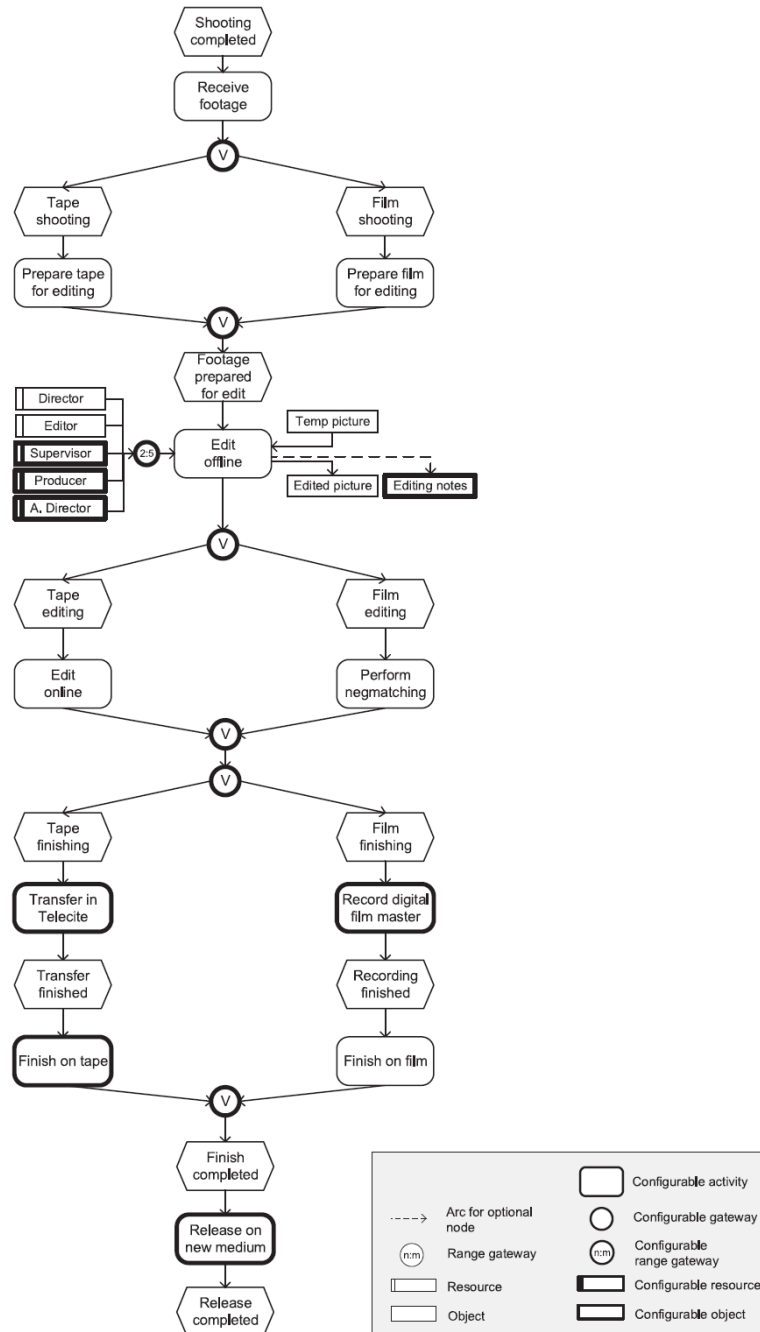 Shooting
completed
Receive
footage
V
Tape
shooting
Film
shooting
Prepare tape
for editing
Prepare film
for editing
V
Footage
prepared
for edit
Director
Editor
Supervisor
Producer
A. Director
2:5
Edit
offline
Temp picture
Edited picture
Editing notes
V
Tape
editing
Film
editing
Edit
online
Perform
negmatching
V
V
Tape
finishing
Film
finishing
Transfer in
Telecite
Record digital
film master
Transfer
finished
Recording
finished
Finish on tape
Finish on film
V
Finish
completed
Release on
new medium
Release
completed
Arc for optional
node
n:m
Range gateway
Resource
Object
Configurable activity
Configurable gateway
n:m
Configurable
range gateway
Configurable resource
Configurable object